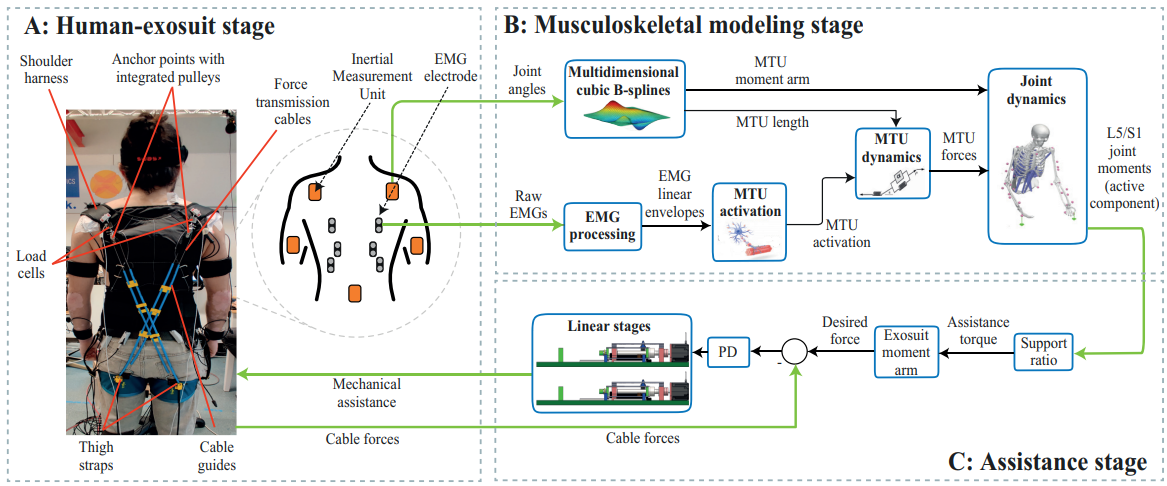 A: Human-exosuit stage
Shoulder
harness
Anchor points with
integrated pulleys
Force
transmission
cables
Inertial
Measurement
Unit
EMG
electrode
Load
cells
Thigh
straps
Cable
guides
Mechanical
assistance
Cable forces
B: Musculoskeletal modeling stage
Joint
angles
Multidimensional
cubic B-splines
MTU
moment arm
MTU length
Raw
EMGs
EMG
processing
EMG
linear
envelopes
MTU
activation
MTU
activation
MTU
dynamics
MTU
forces
Joint
dynamics
L5/S1
joint
moments
(active
component)
Linear stages
PD
-
Desired
force
Exosuit
moment
arm
Assistance
torque
Support
ratio
Cable forces
C: Assistance stage